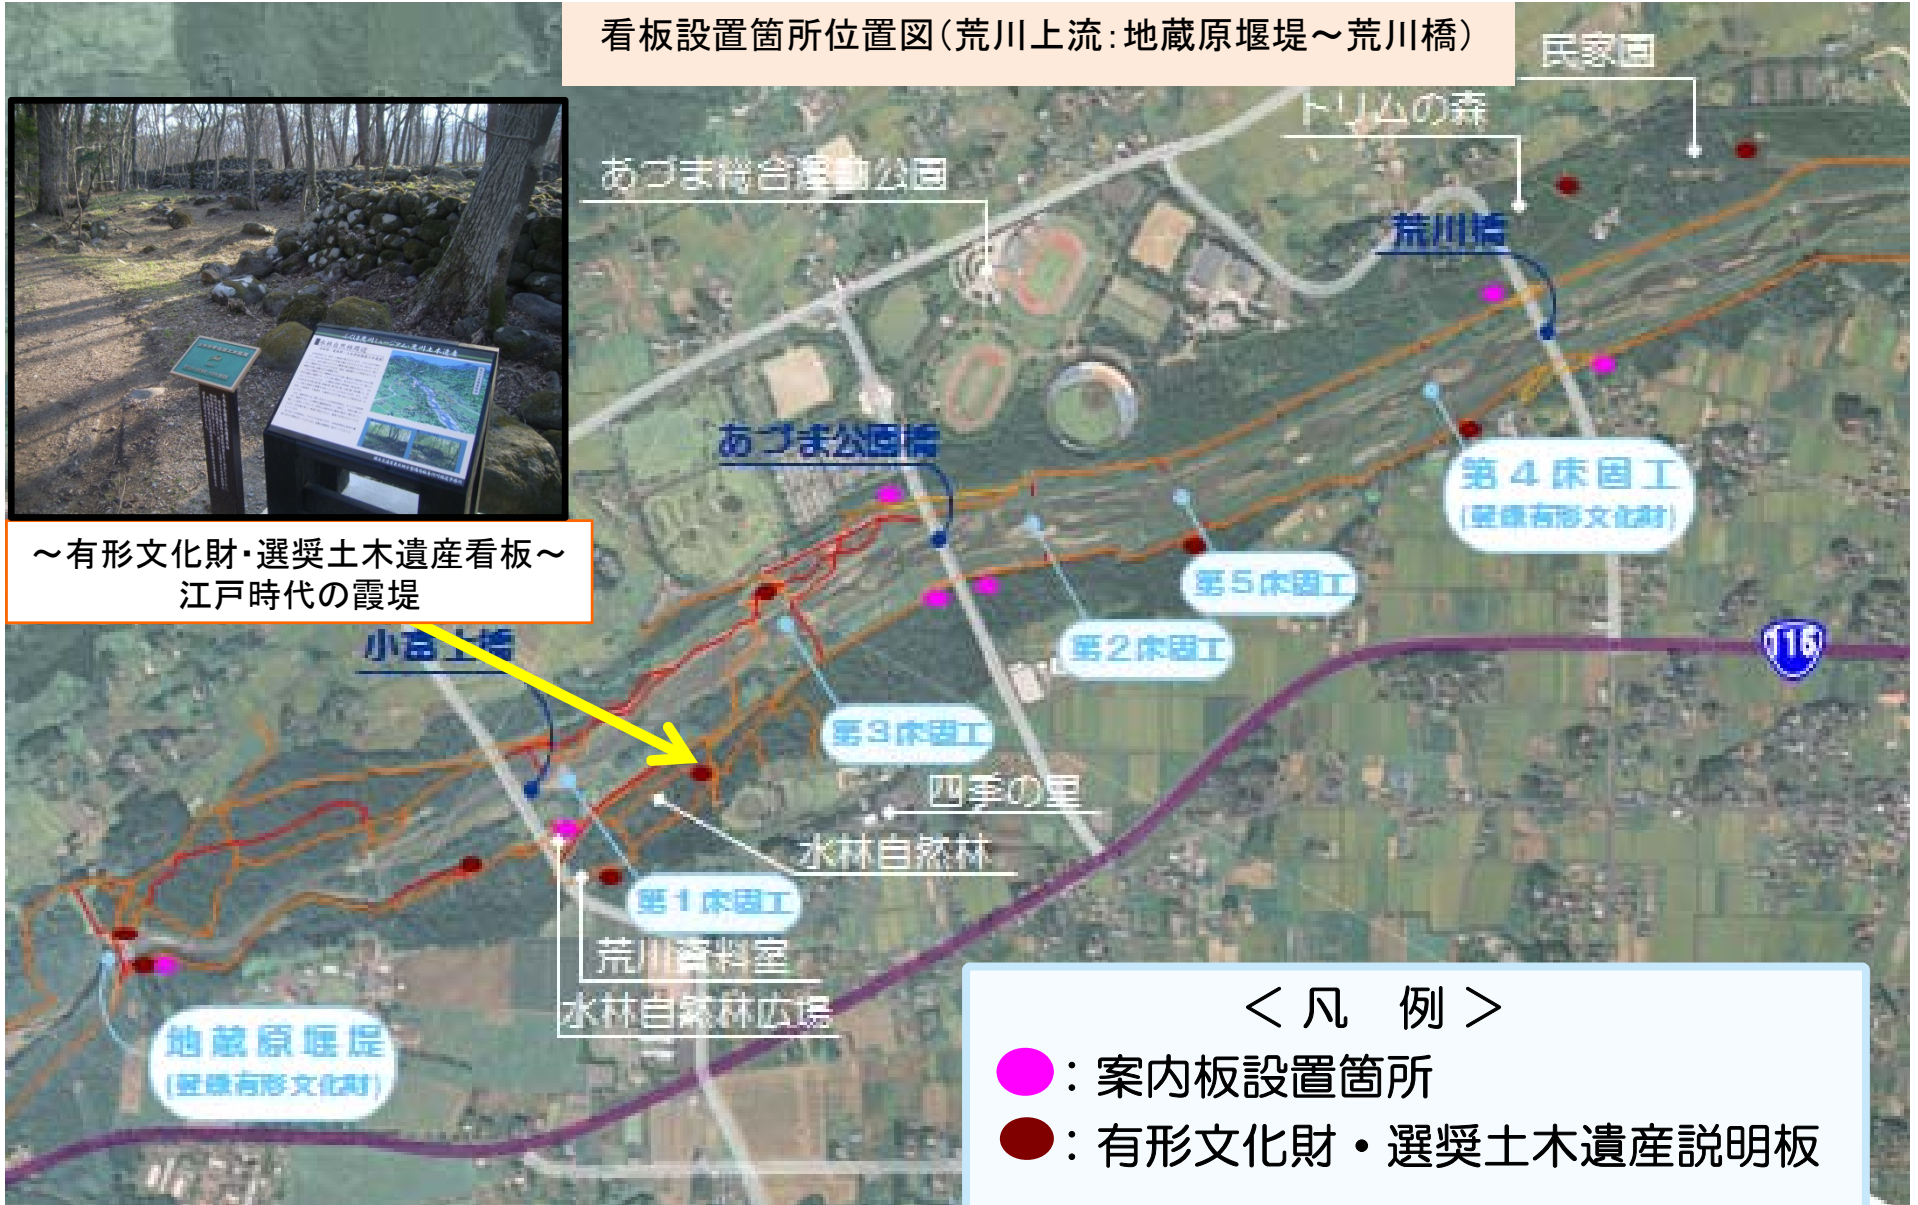 看板設置箇所位置図(荒川上流:地蔵原堰堤～荒川橋)
民家園
トリムの森
あづま総合運動公園
荒川橋
あづま公園橋
第4床固工
(登録有形文化財)
～有形文化財・選奨土木遺産看板～
江戸時代の霞堤
第5床固工
小富士橋
第2床固工
115
第3床固工
四季の里
水林自然林
第1床固工
荒川資料室
水林自然林広場
地蔵原堰堤
(登録有形文化財)
＜凡 例＞
：案内板設置箇所
：有形文化財・選奨土木遺産説明板